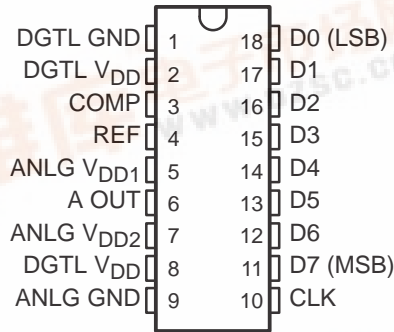 DGTL GND 1 18 D0 (LSB)
DGTL VDD 2 17 D1
COMP 3 16 D2
REF 4 15 D3
ANLG VDD1 5 14 D4
A OUT 6 13 D5
ANLG VDD2 7 12 D6
DGTL VDD 8 11 D7 (MSB)
ANLG GND 9 10 CLK